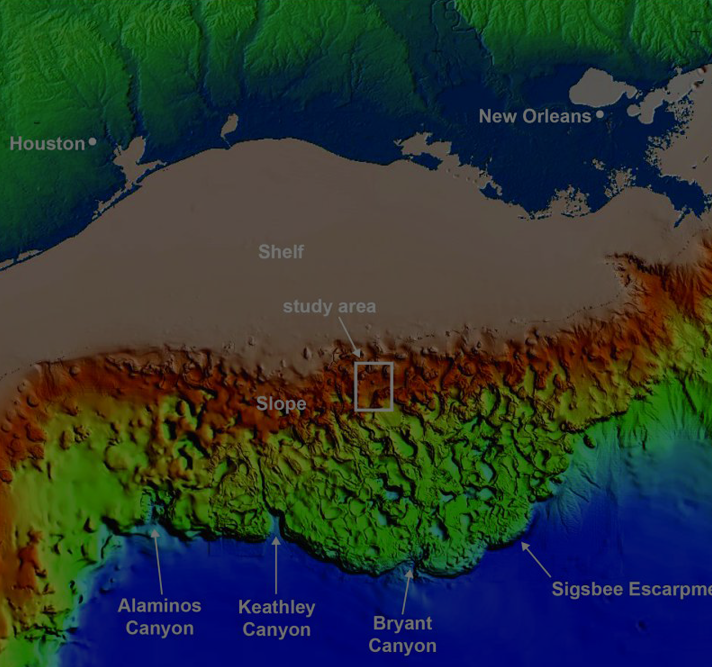 New Orleans
Houston
Shelf
study area
Slope
Sigsbee Escarpme
Alaminos
Canyon
Keathley
Canyon
Bryant
Canyon